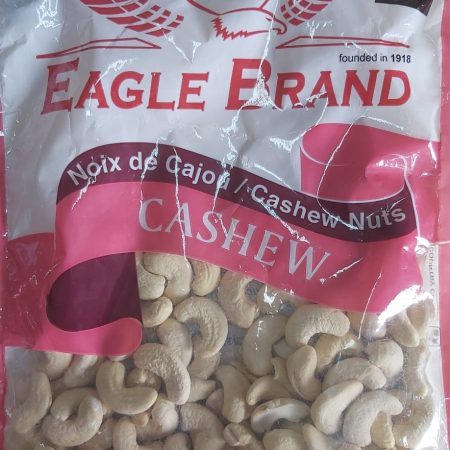 founded in 1918
EAGLE BRAND
Noix de Cajou / Cashew Nuts
CASHEW